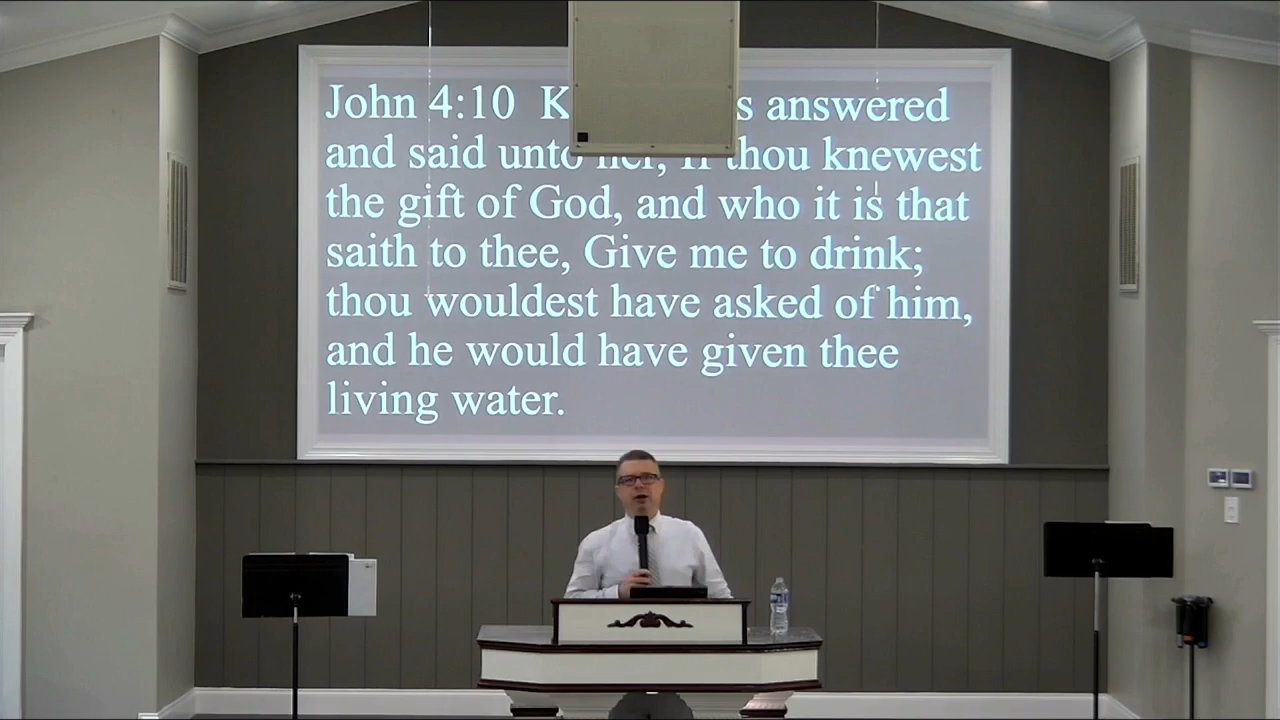 John 4:10 K s answered
and said unto her, If thou knewest
the gift of God, and who it is that
saith to thee, Give me to drink;
thou wouldest have asked of him,
and he would have given thee
living water.